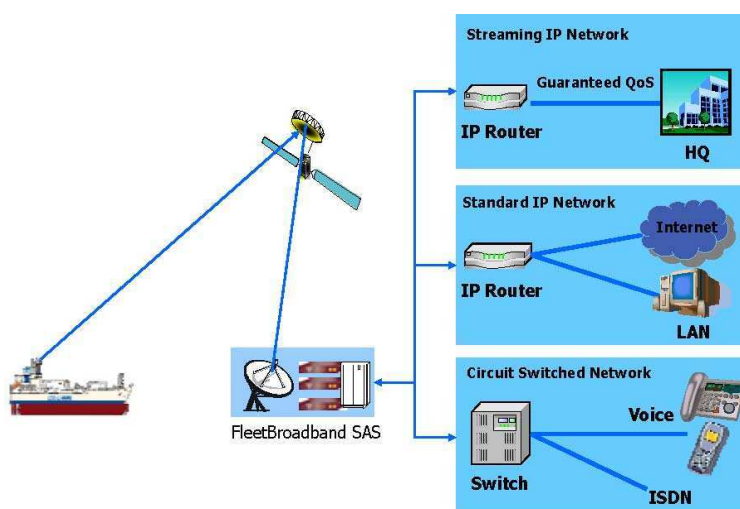 Streaming IP Network
Guaranteed QoS
IP Router
HQ
Standard IP Network
Internet
IP Router
LAN
FleetBroadband SAS
Circuit Switched Network
Voice
Switch
ISDN